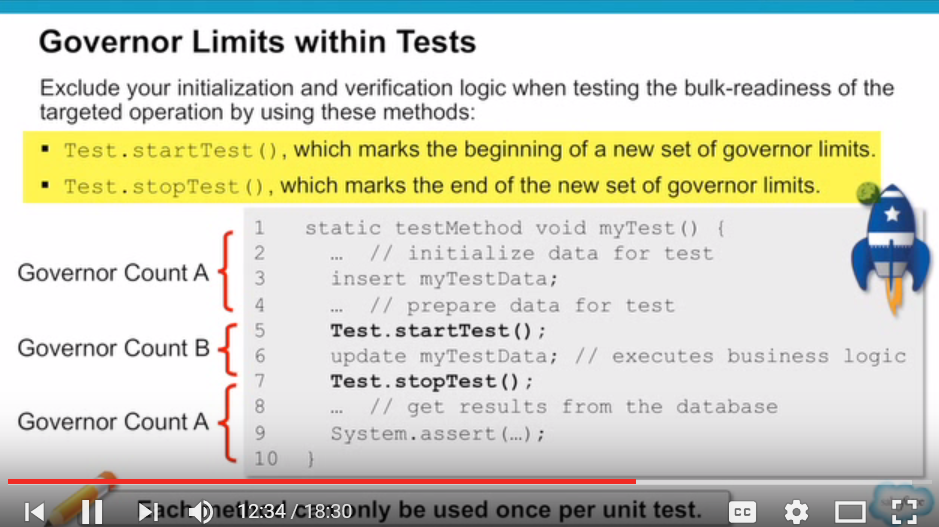 Governor Limits within Tests
Exclude your initialization and verification logic when testing the bulk-readiness of the
targeted operation by using these methods:
▪ Test.startTest(), which marks the beginning of a new set of governor limits.
▪ Test.stopTest(), which marks the end of the new set of governor limits.
1 static testMethod void myTest() {
2 … // initialize data for test
Governor Count A
3 insert myTestData;
4 … // prepare data for test
5 Test.startTest();
Governor Count B
6 update myTestData; // executes business logic
7 Test.stopTest();
8 … // get results from the database
Governor Count A
9 System.assert(…);
10 }
only be used once per unit test.
12:34 / 18:30
CC